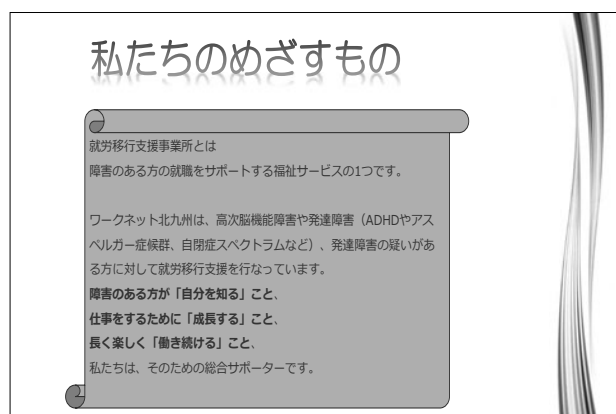 私たちのめざすもの
就労移行支援事業所とは
障害のある方の就職をサポートする福祉サービスの1つです。
ワークネット北九州は、高次脳機能障害や発達障害（ADHDやアス
ペルガー症候群、自閉症スペクトラムなど）、発達障害の疑いがあ
る方に対して就労移行支援を行なっています。
障害のある方が「自分を知る」こと、
仕事をするために「成長する」こと、
長く楽しく「働き続ける」こと、
私たちは、そのための総合サポーターです。